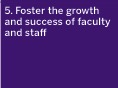 5. Foster the growth
and success of faculty
and staff